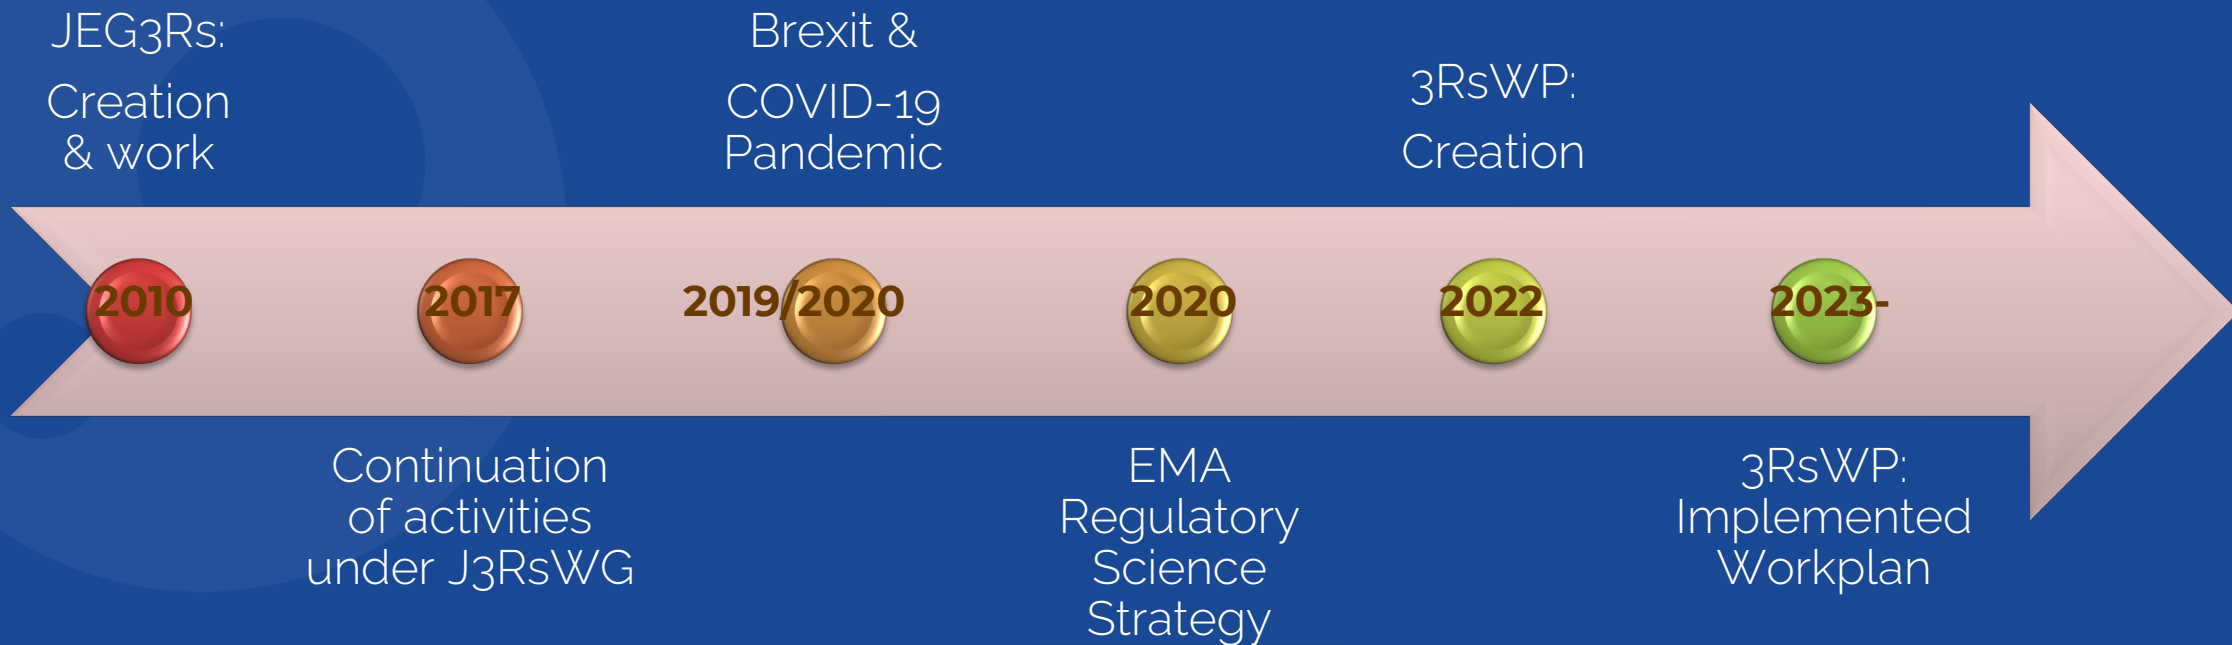 JEG3Rs:
Creation
& work
Brexit &
COVID-19
Pandemic
3RsWP:
Creation
2010
2017
2019/2020
2020
2022
2023-
Continuation
of activities
under J3RsWG
EMA
Regulatory
Science
Strategy
3RsWP:
Implemented
Workplan